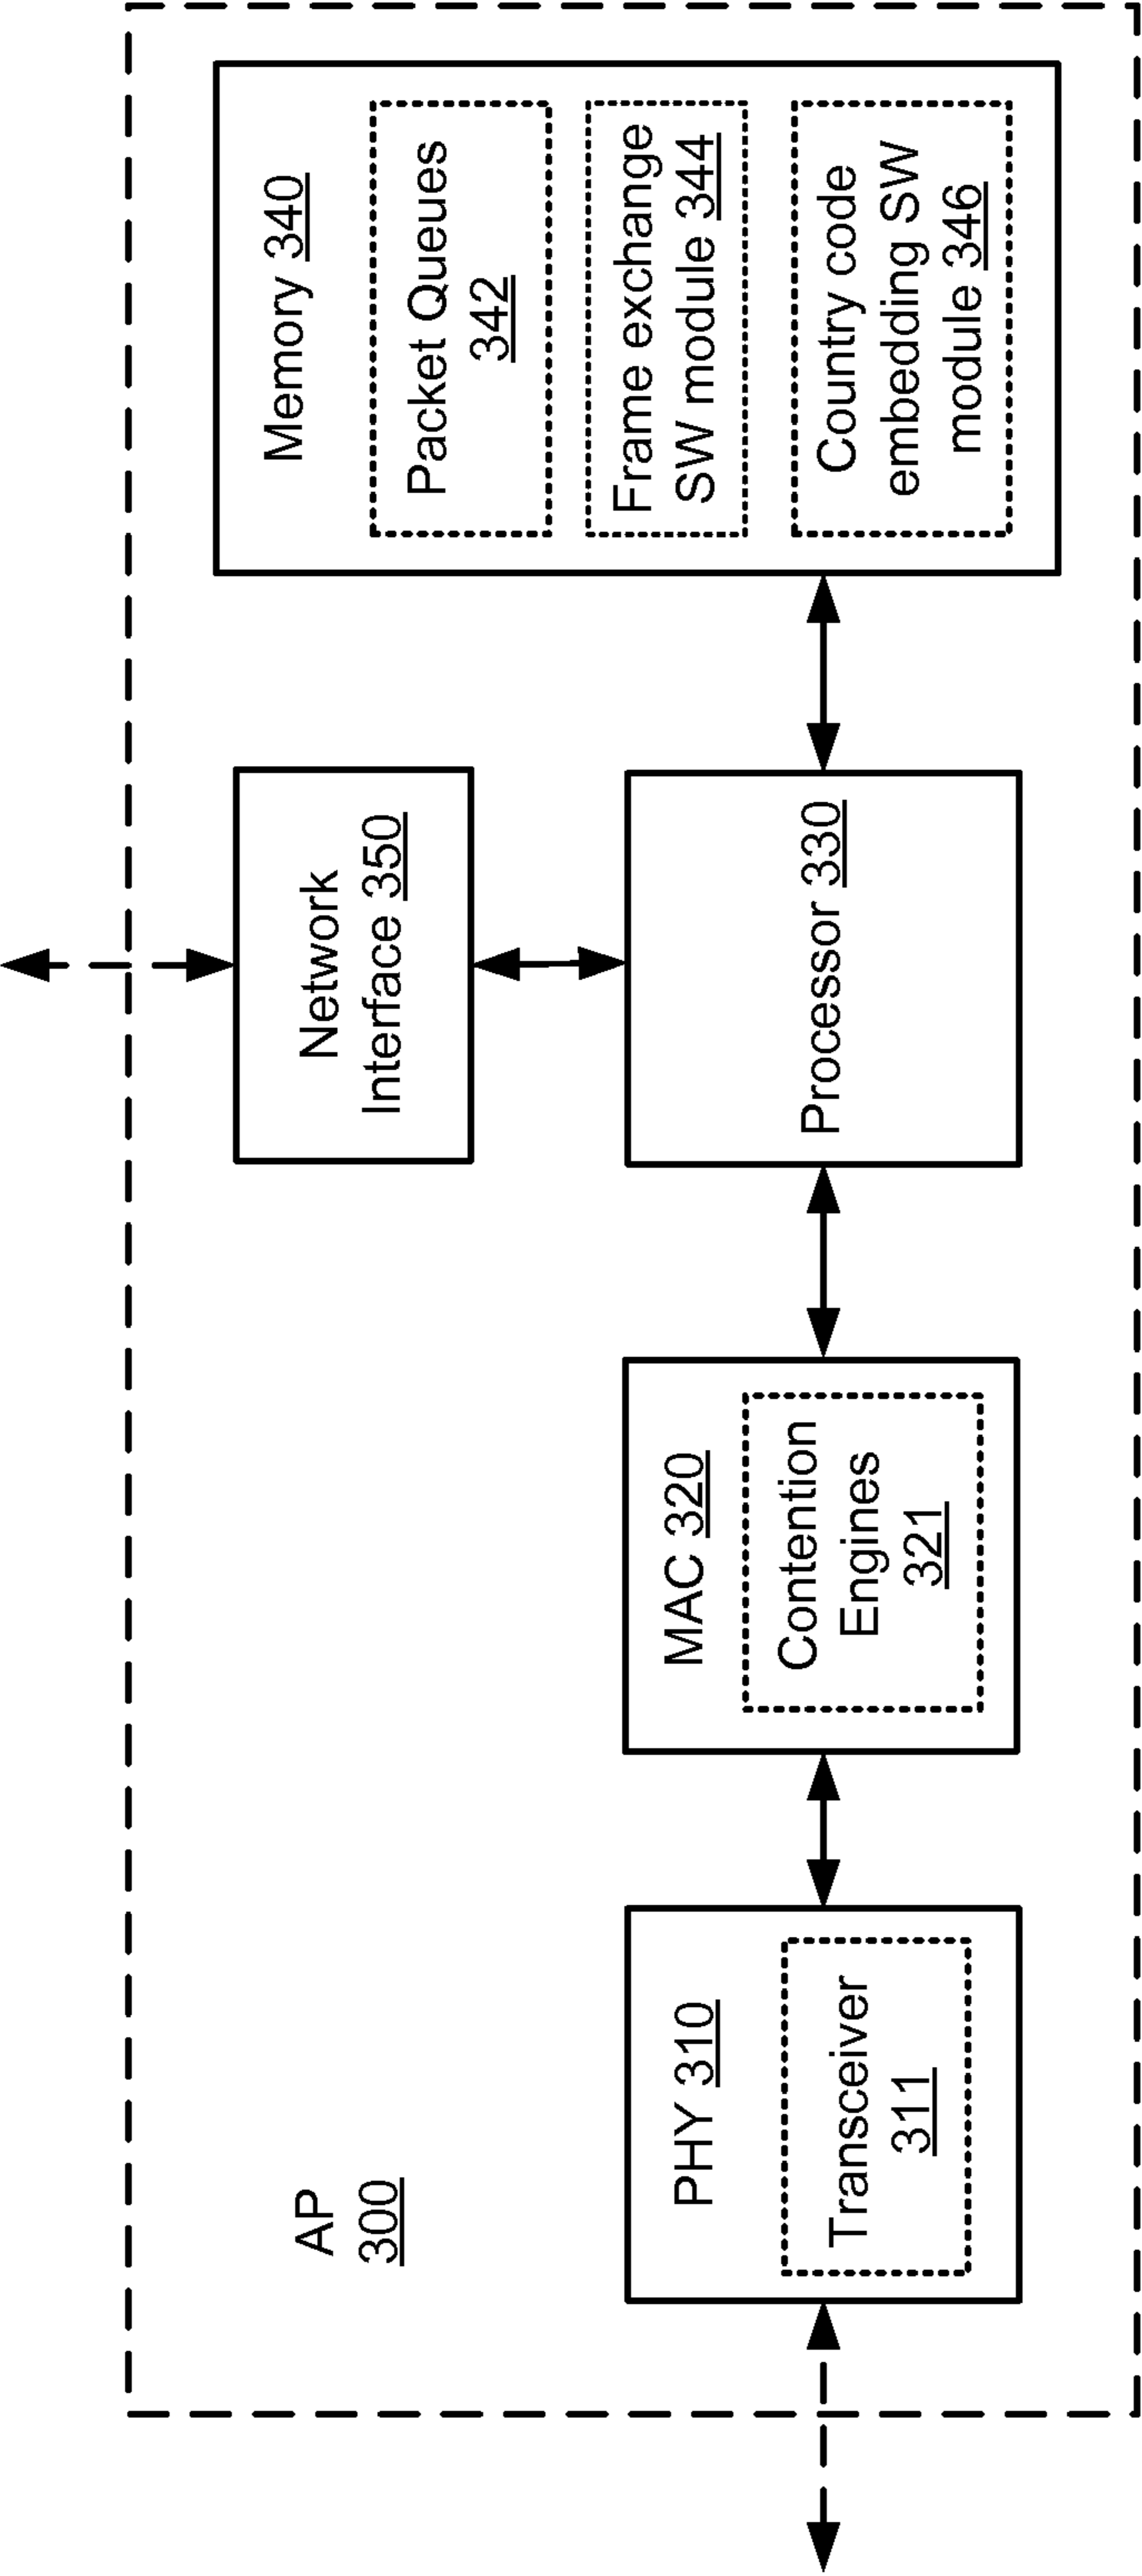 AP
300
PHY 310
Transceiver
311
MAC 320
Contention
Engines
321
Network
Interface 350
Processor 330
Memory 340
Packet Queues
342
Frame exchange
SW module 344
Country code
embedding SW
module 346